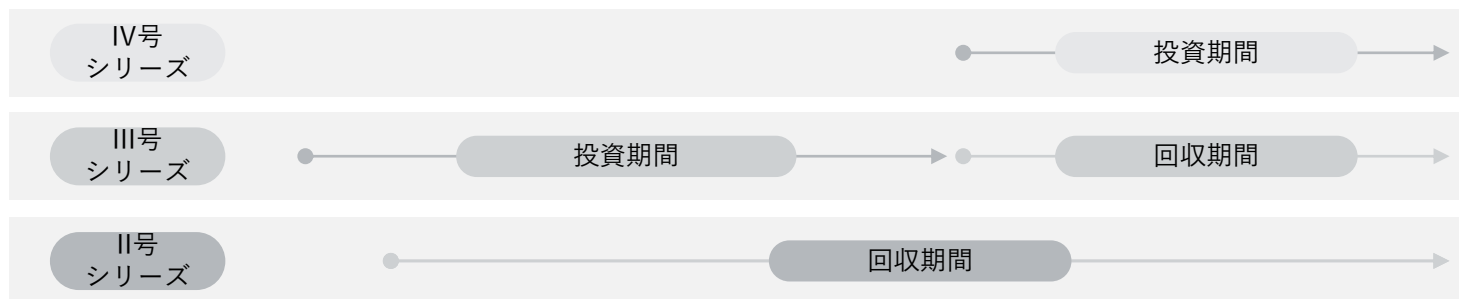 IV号
シリーズ
投資期間
III号
シリーズ
投資期間
回収期間
II号
シリーズ
回収期間